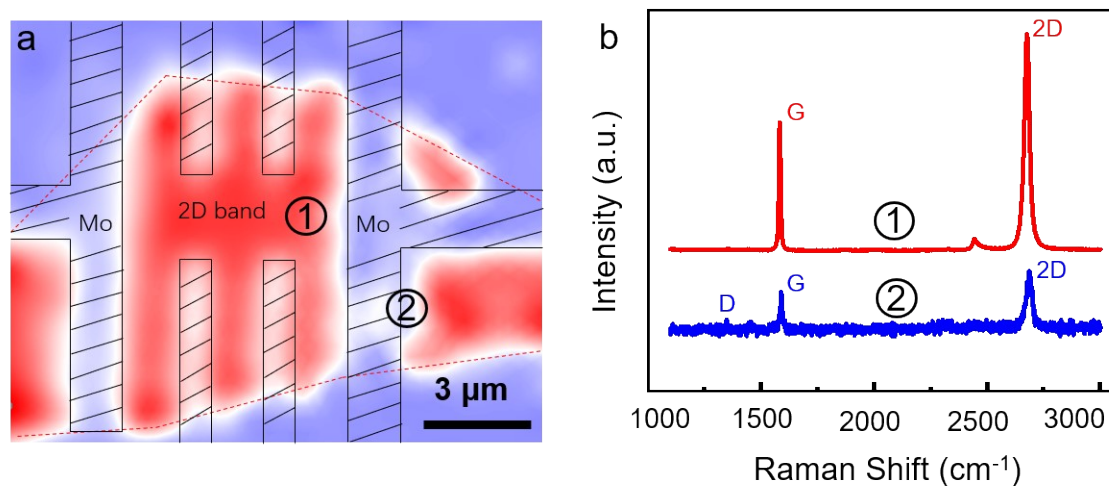 a
Mo
2D band
①
Mo
②
3 μm
b
Intensity (a.u.)
2D
G
①
D
G
②
2D
1000
1500
2000
2500
3000
Raman Shift (cm⁻¹)